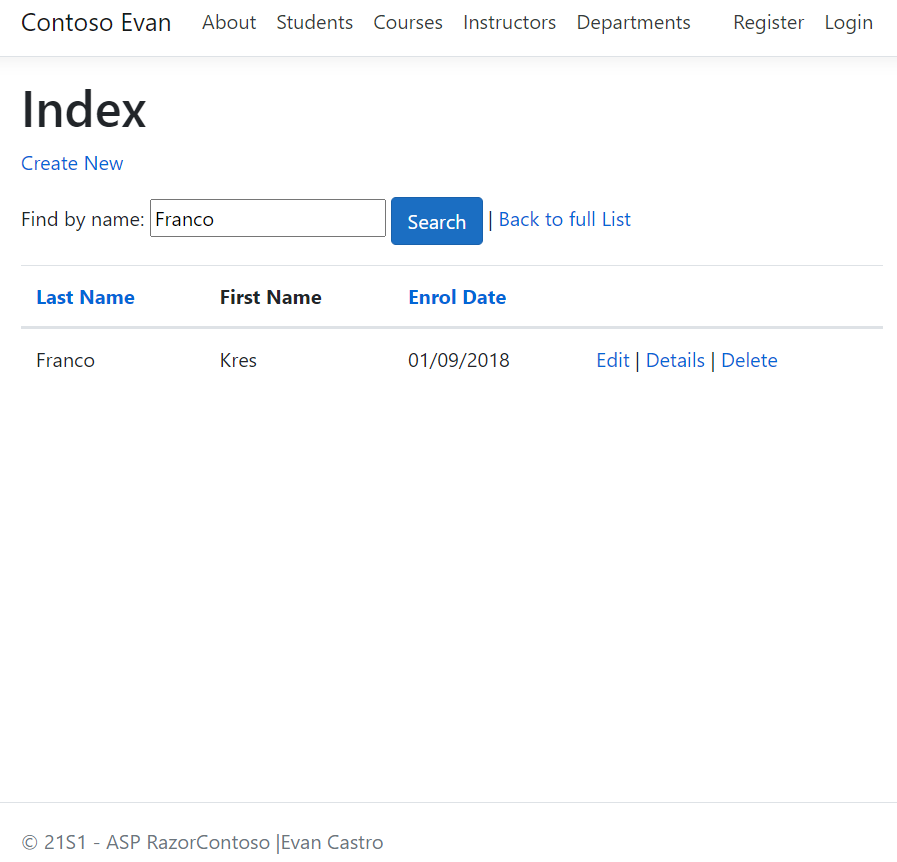 Contoso Evan About Students Courses Instructors Departments Register Login
Index
Create New
Find by name: Franco Search | Back to full List
Last Name First Name Enrol Date
Franco Kres 01/09/2018 Edit | Details | Delete
© 21S1 - ASP RazorContoso |Evan Castro